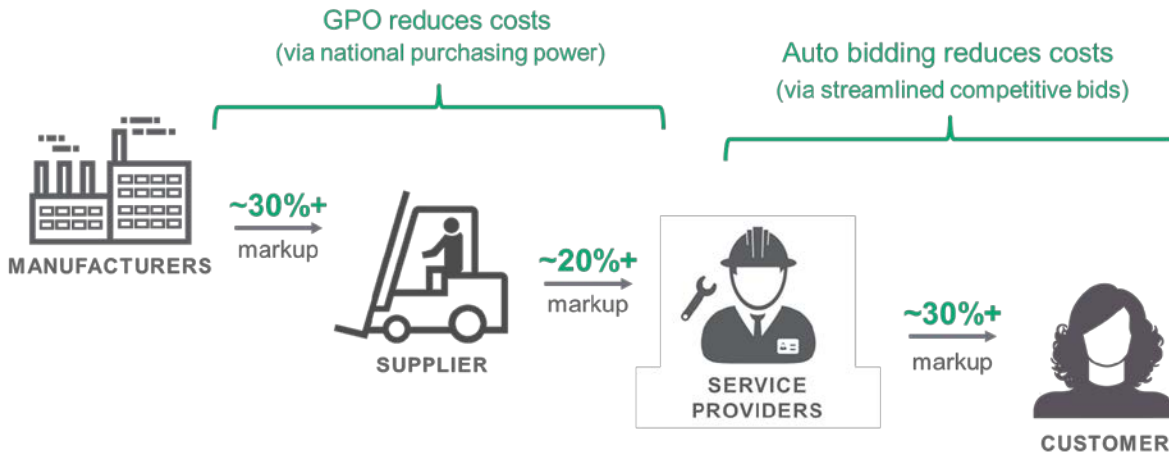 GPO reduces costs
(via national purchasing power)
Auto bidding reduces costs
(via streamlined competitive bids)
~30%+
markup
MANUFACTURERS
~20%+
markup
SUPPLIER
~30%+
markup
SERVICE
PROVIDERS
CUSTOMER